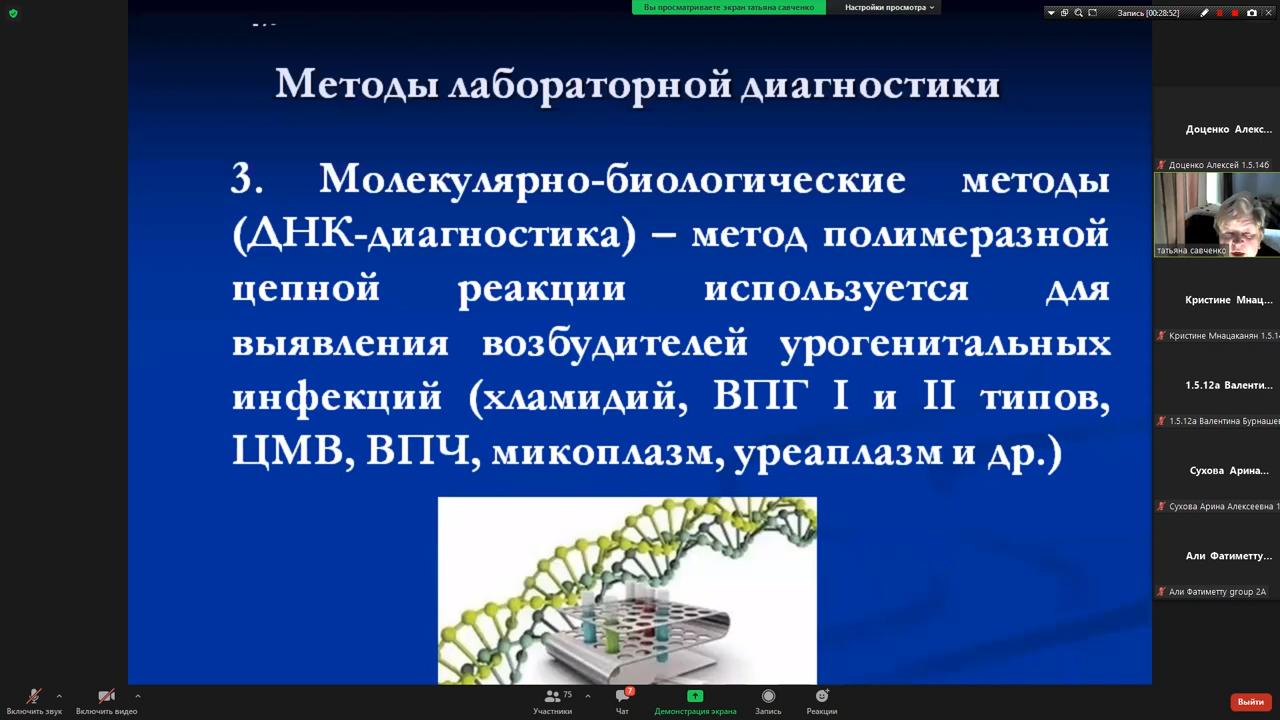 Вы просматриваете экран татьяна савченко
Настройки просмотра
Запись [00:28:52]
Методы лабораторной диагностики
3. Молекулярно-биологические методы
(ДНК-диагностика) – метод полимеразной
цепной реакции используется для
выявления возбудителей урогенитальных
инфекций (хламидий, ВПГ I и II типов,
ЦМВ, ВПЧ, микоплазм, уреаплазм и др.)
Доценко Алекс...
Доценко Алексей 1.5.14б
татьяна савченко
Кристине Мнац...
Кристине Мнацаканян 1.5.14
1.5.12а Валенти...
1.5.12а Валентина Бурнашев
Сухова Арина...
Сухова Арина Алексеевна 1
Али Фатиметту...
Али Фатиметту group 2A
Включить звук
Включить видео
75
Участники
7
Чат
Демонстрация экрана
Запись
Реакции
Выйти